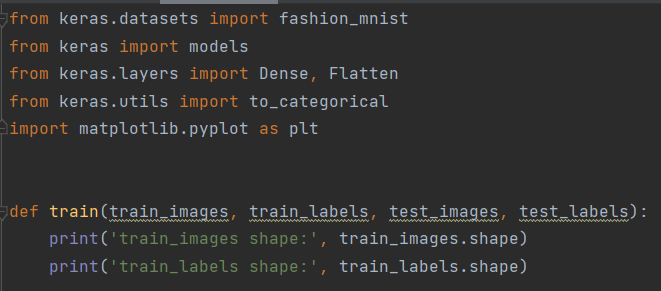 from keras.datasets import fashion_mnist
from keras import models
from keras.layers import Dense, Flatten
from keras.utils import to_categorical
import matplotlib.pyplot as plt
def train(train_images, train_labels, test_images, test_labels):
    print('train_images shape:', train_images.shape)
    print('train_labels shape:', train_labels.shape)